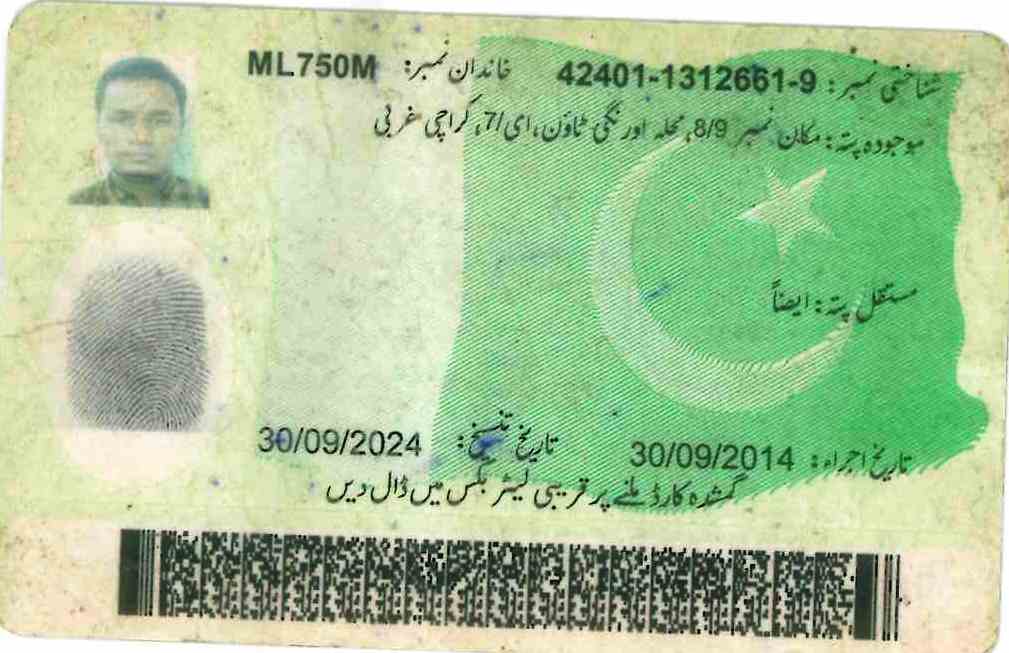 شناختی نمبر: 42401-1312661-9 خاندان نمبر: ML750M
موجودہ پتہ: مکان نمبر 8/9، محلہ اورنگی ٹاؤن، ای/7، کراچی غربی
مستقل پتہ: ایضاً
تاریخ اجراء: 30/09/2014 تاریخ تنسیخ: 30/09/2024
گمشدہ کارڈ ملنے پر قریبی لیٹر بکس میں ڈال دیں